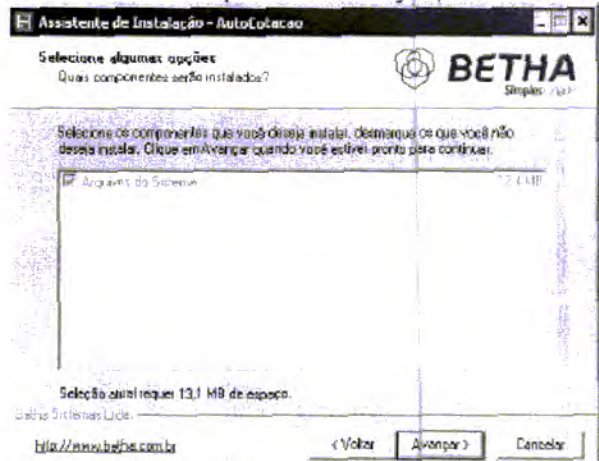 Assistente de Instalação - AutoCotacao
Selecione algumas opções
Quais componentes serão instalados?
BETHA
Simples
Selecione os componentes que você deseja instalar, desmarque os que você não
deseja instalar. Clique em Avançar quando você estiver pronto para continuar.
Arquivos do Sistema
12,4 MB
Seleção atual requer 13,1 MB de espaço.
Betha Sistemas Ltda.
http://www.betha.com.br
< Voltar
Avançar >
Cancelar